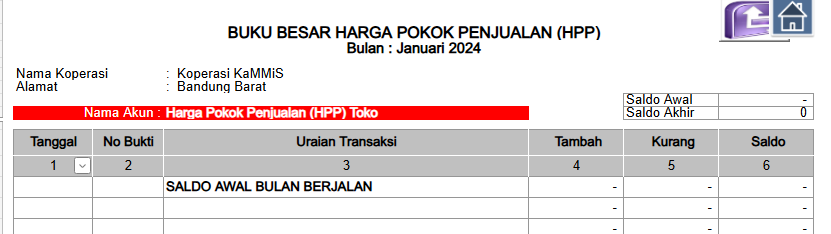 BUKU BESAR HARGA POKOK PENJUALAN (HPP)
Bulan : Januari 2024
Nama Koperasi : Koperasi KaMMiS
Alamat : Bandung Barat
Saldo Awal -
Nama Akun : Harga Pokok Penjualan (HPP) Toko Saldo Akhir 0
Tanggal No Bukti Uraian Transaksi Tambah Kurang Saldo
1 2 3 4 5 6
SALDO AWAL BULAN BERJALAN - - -
- - -
- - -